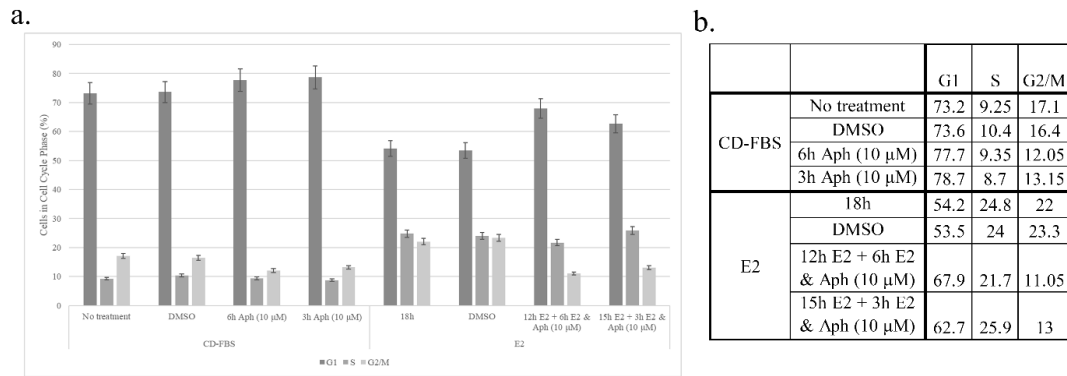 a.
90
80
70
60
50
40
30
20
10
0
Cells in Cell Cycle Phase (%)
No treatment DMSO 6h Aph (10 µM) 3h Aph (10 µM) 18h DMSO 12h E2 + 6h E2 & Aph (10 µM) 15h E2 + 3h E2 & Aph (10 µM)
CD-FBS E2
G1 S G2/M
b.
G1 S G2/M
CD-FBS
No treatment 73.2 9.25 17.1
DMSO 73.6 10.4 16.4
6h Aph (10 µM) 77.7 9.35 12.05
3h Aph (10 µM) 78.7 8.7 13.15
E2
18h 54.2 24.8 22
DMSO 53.5 24 23.3
12h E2 + 6h E2
& Aph (10 µM) 67.9 21.7 11.05
15h E2 + 3h E2
& Aph (10 µM) 62.7 25.9 13